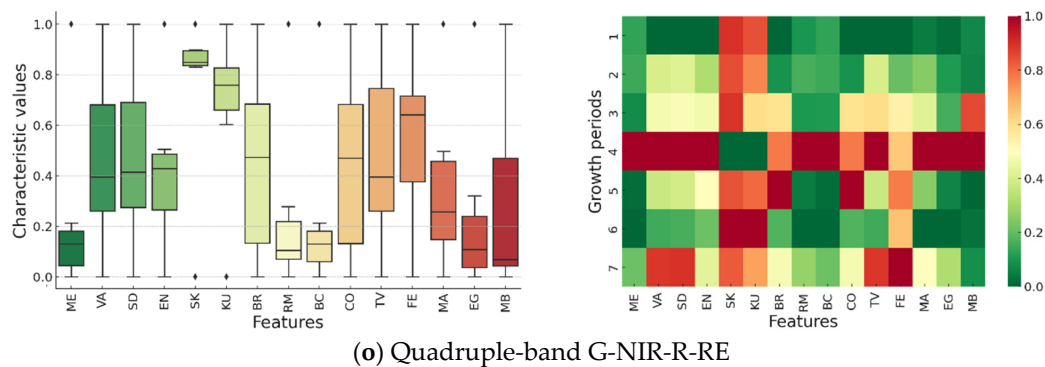 Characteristic values
1.0
0.8
0.6
0.4
0.2
0.0
ME VA SD EN SK KU BR RM BC CO TV FE MA EG MB
Features
Growth periods
1
2
3
4
5
6
7
ME VA SD EN SK KU BR RM BC CO TV FE MA EG MB
Features
1.0
0.8
0.6
0.4
0.2
0.0
(o) Quadruple-band G-NIR-R-RE